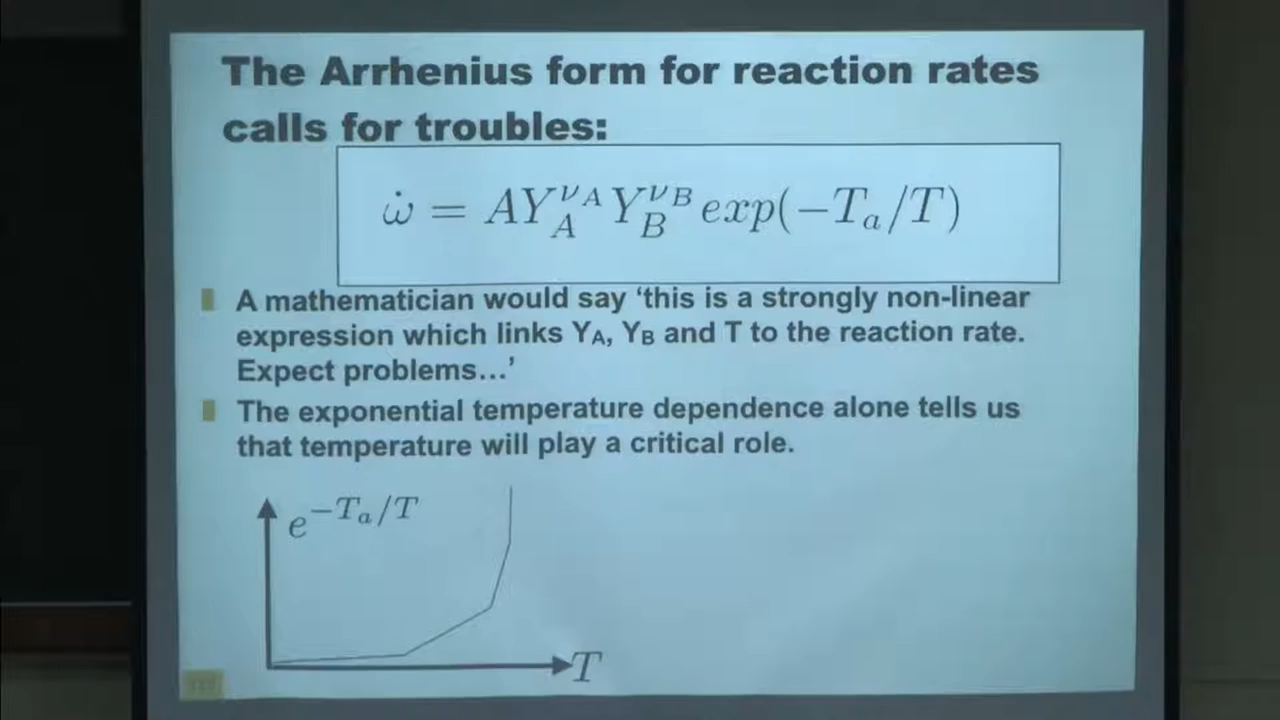 The Arrhenius form for reaction rates
calls for troubles:
ω̇ = AY_A^{ν_A} Y_B^{ν_B} exp(−T_a/T)
A mathematician would say ‘this is a strongly non-linear
expression which links YA, YB and T to the reaction rate.
Expect problems…’
The exponential temperature dependence alone tells us
that temperature will play a critical role.
e^{−T_a/T}
T